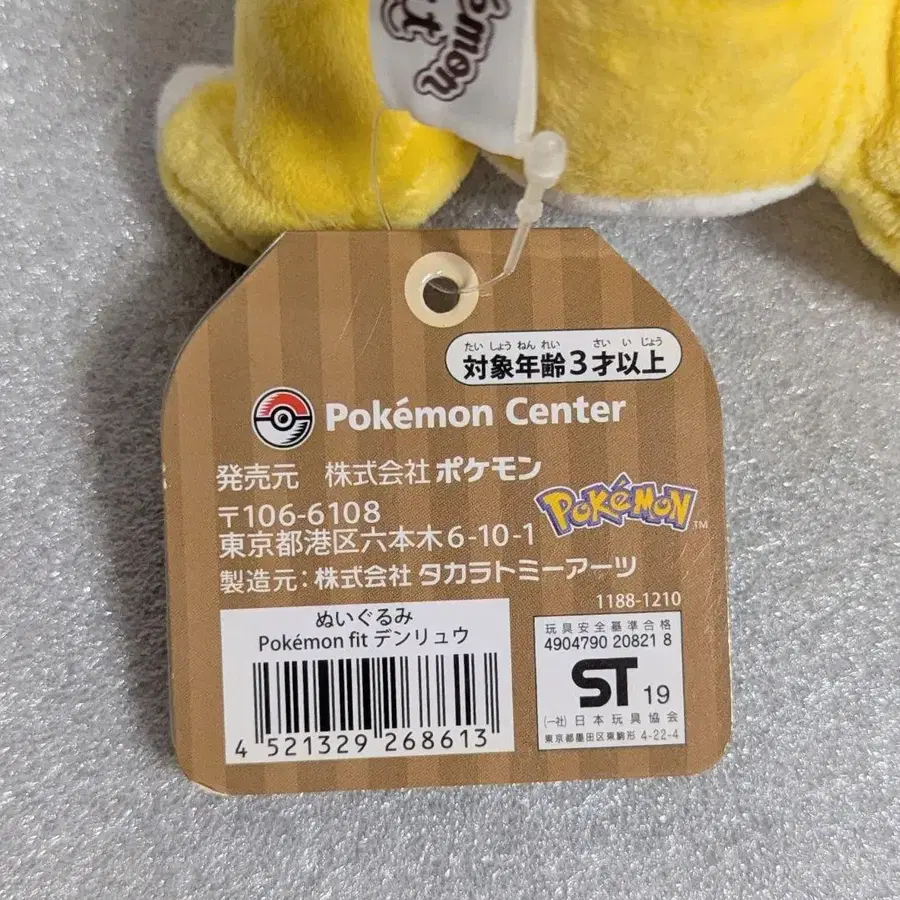 émon
t
たいしょうねんれい さいいじょう
対象年齢3才以上
Pokémon Center
発売元 株式会社 ポケモン
〒106-6108
東京都港区六本木6-10-1
POKéMON™
製造元:株式会社 タカラトミーアーツ
1188-1210
ぬいぐるみ
Pokémon fit デンリュウ
4 521329 268613
玩具安全基準合格
4904790 20821 8
ST 19
(一社)日本玩具協会
東京都墨田区東駒形 4-22-4